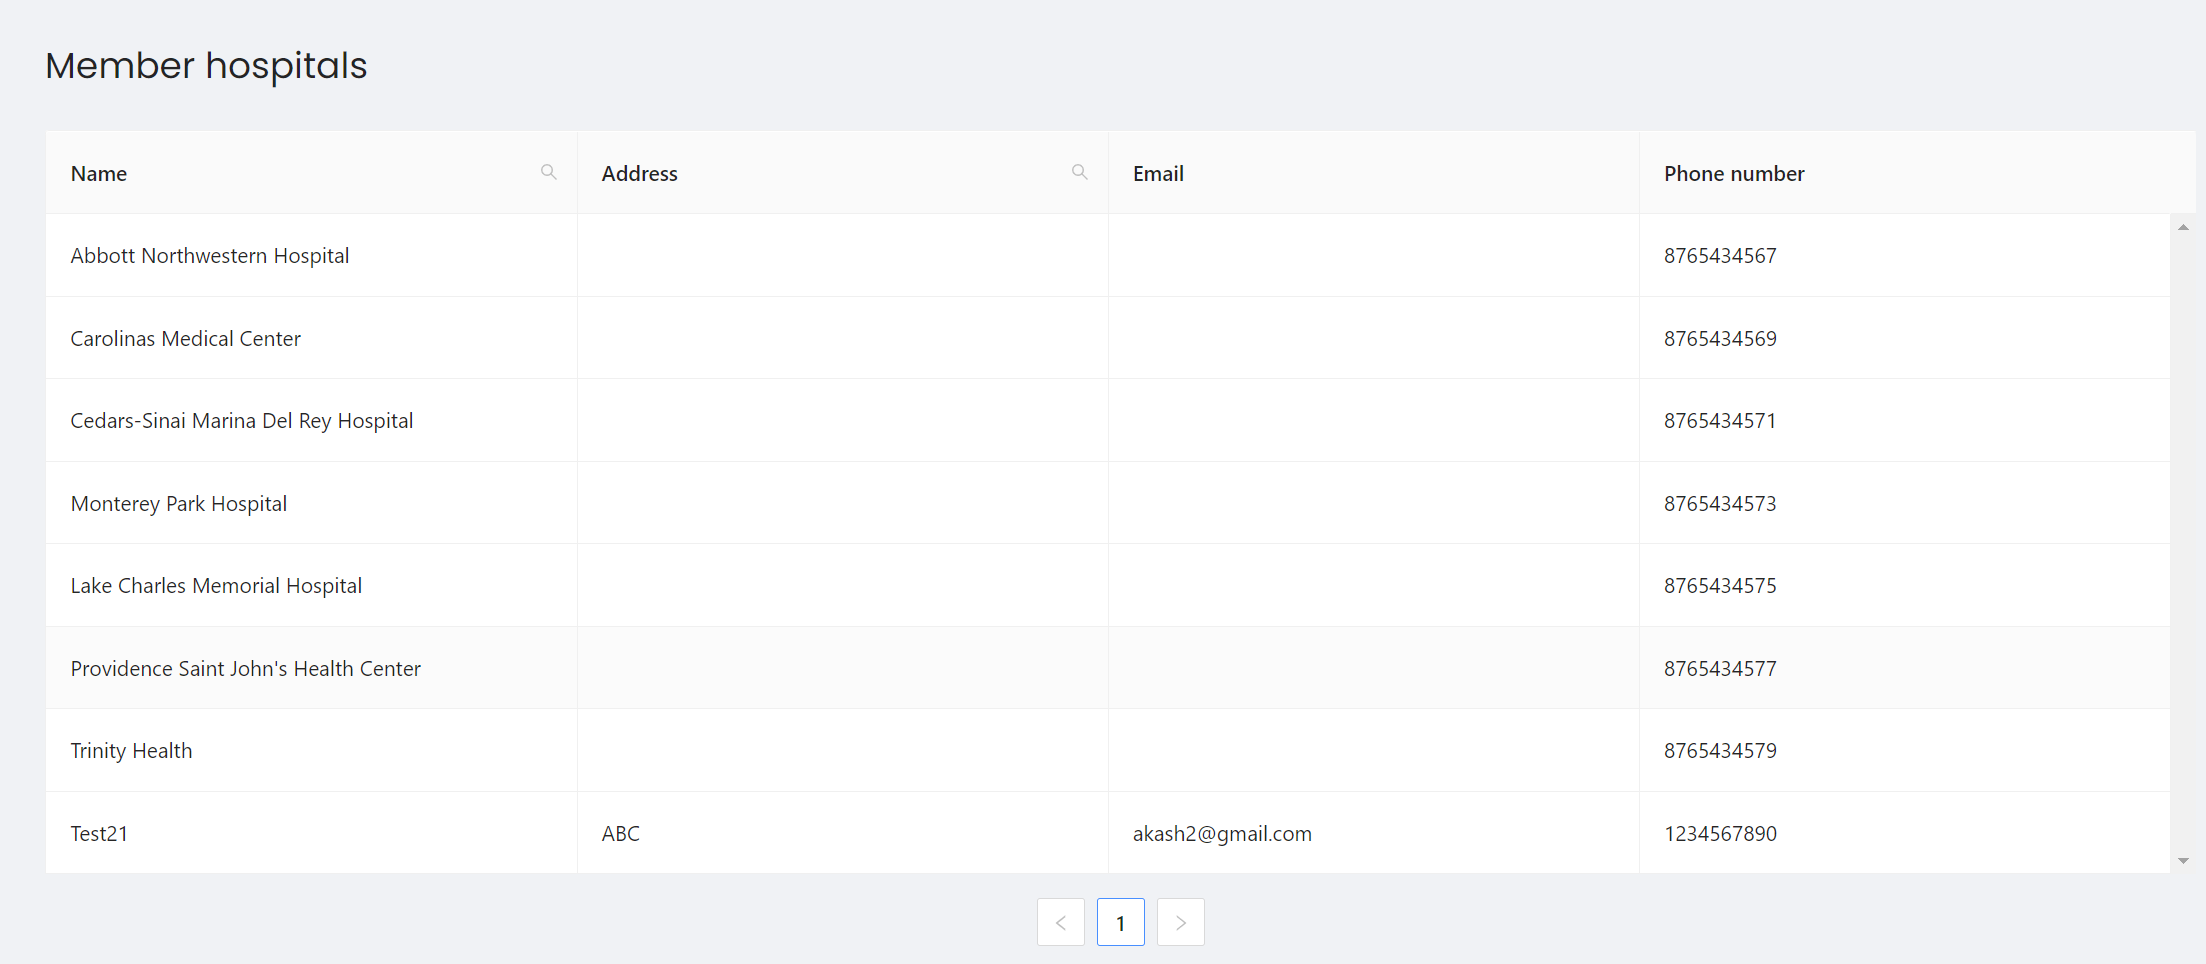 Member hospitals
Name Address Email Phone number
Abbott Northwestern Hospital 8765434567
Carolinas Medical Center 8765434569
Cedars-Sinai Marina Del Rey Hospital 8765434571
Monterey Park Hospital 8765434573
Lake Charles Memorial Hospital 8765434575
Providence Saint John's Health Center 8765434577
Trinity Health 8765434579
Test21 ABC akash2@gmail.com 1234567890
1